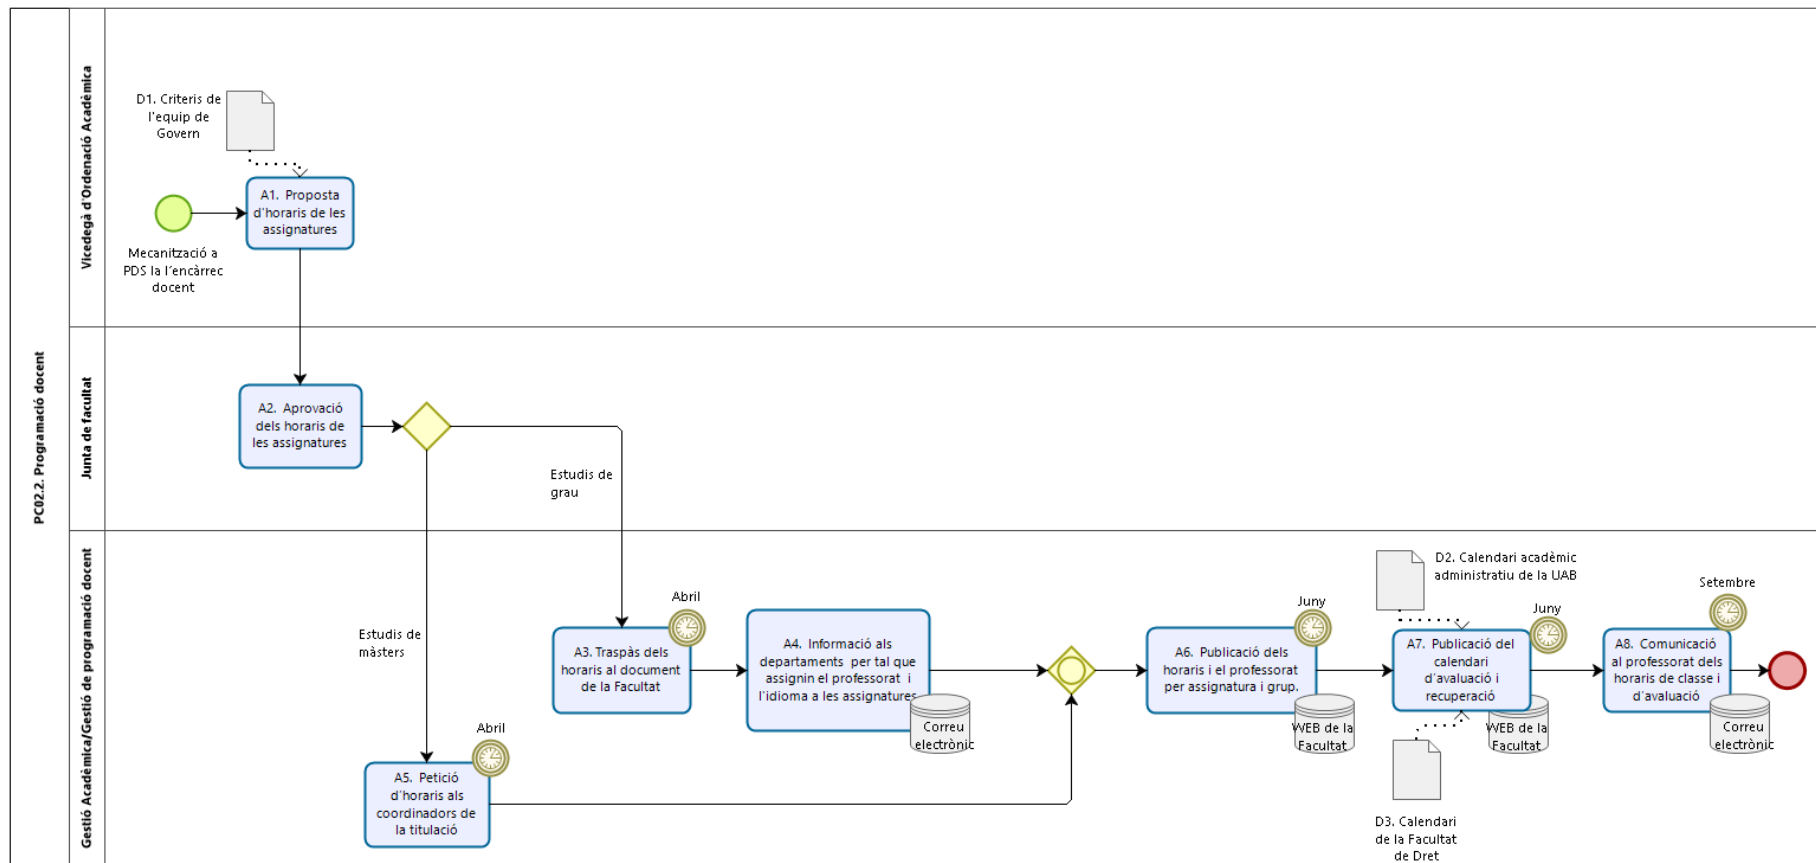 PC02.2. Programació docent
Vicedegà d'Ordenació Acadèmica
D1. Criteris de
l'equip de
Govern
A1. Proposta
d'horaris de les
assignatures
Mecanització a
PDS la l'encàrrec
docent
Junta de facultat
A2. Aprovació
dels horaris de
les assignatures
Estudis de
grau
Gestió Acadèmica/Gestió de programació docent
Estudis de
màsters
Abril
A3. Traspàs dels
horaris al document
de la Facultat
A4. Informació als
departaments per tal que
assignin el professorat i
l'idioma a les assignatures
Correu
electrònic
Abril
A5. Petició
d'horaris als
coordinadors de
la titulació
Juny
A6. Publicació dels
horaris i el professorat
per assignatura i grup.
WEB de la
Facultat
D2. Calendari acadèmic
administratiu de la UAB
Juny
A7. Publicació del
calendari
d'avaluació i
recuperació
WEB de la
Facultat
D3. Calendari
de la Facultat
de Dret
Setembre
A8. Comunicació
al professorat dels
horaris de classe i
d'avaluació
Correu
electrònic